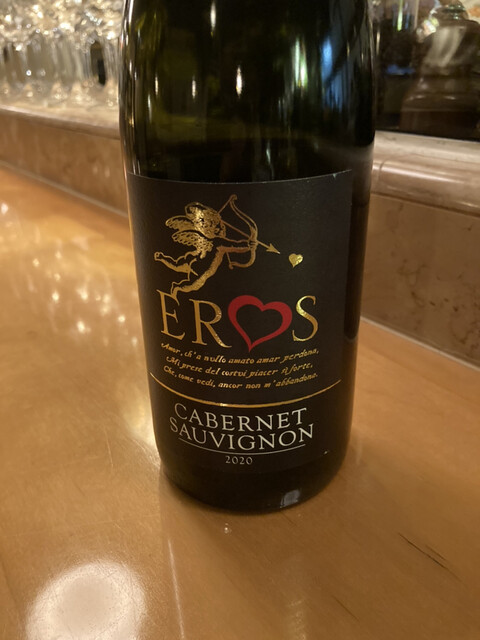 EROS
Amor, ch'a nullo amato amar perdona,
Mi prese del costui piacer sì forte,
Che, come vedi, ancor non m'abbandona.
CABERNET
SAUVIGNON
2020